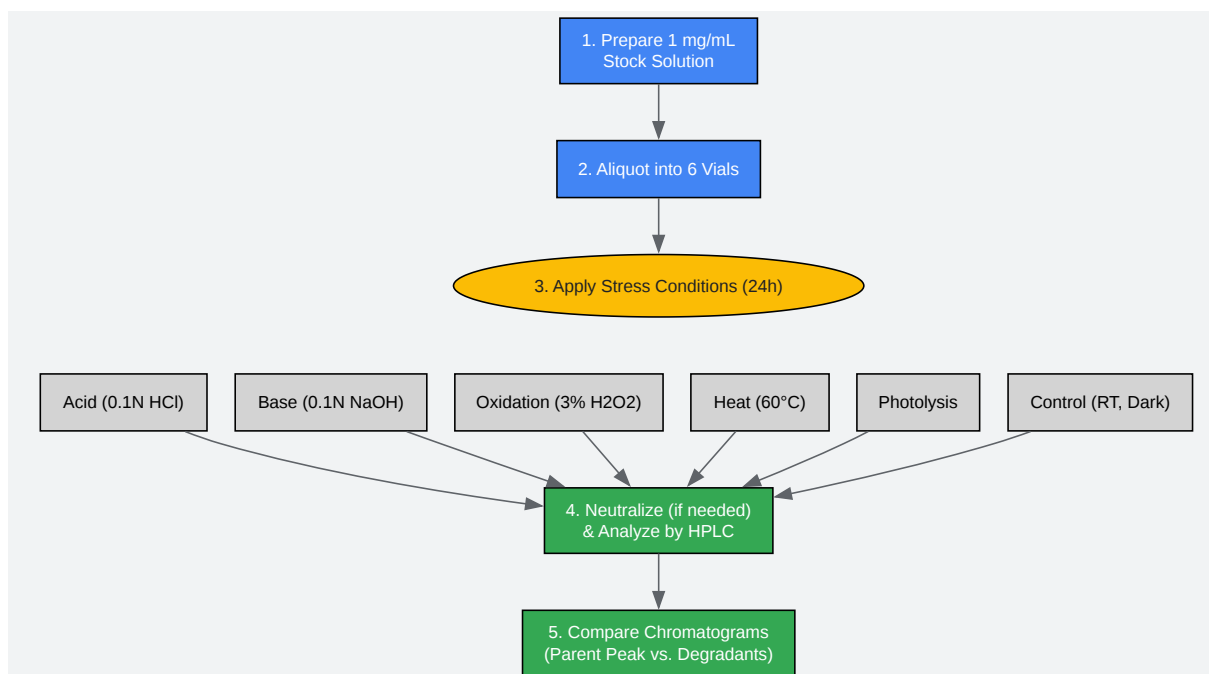 1. Prepare 1 mg/mL
Stock Solution
2. Aliquot into 6 Vials
3. Apply Stress Conditions (24h)
Acid (0.1N HCl)
Base (0.1N NaOH)
Oxidation (3% H2O2)
Heat (60°C)
Photolysis
Control (RT, Dark)
4. Neutralize (if needed)
& Analyze by HPLC
5. Compare Chromatograms
(Parent Peak vs. Degradants)